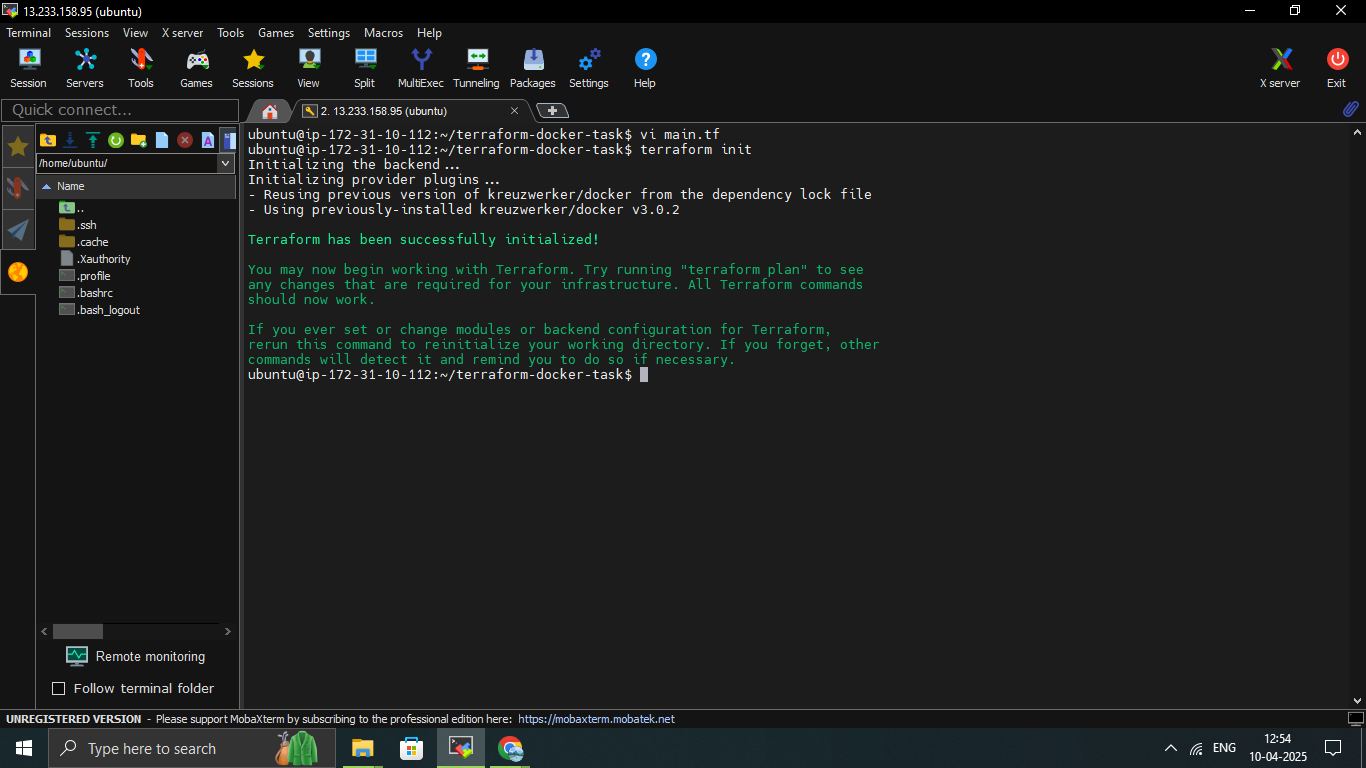 13.233.158.95 (ubuntu)
Terminal Sessions View X server Tools Games Settings Macros Help
Session Servers Tools Games Sessions View Split MultiExec Tunneling Packages Settings Help X server Exit
Quick connect...
2. 13.233.158.95 (ubuntu)
/home/ubuntu/
Name
..
.ssh
.cache
.Xauthority
.profile
.bashrc
.bash_logout
Remote monitoring
Follow terminal folder
ubuntu@ip-172-31-10-112:~/terraform-docker-task$ vi main.tf
ubuntu@ip-172-31-10-112:~/terraform-docker-task$ terraform init
Initializing the backend...
Initializing provider plugins...
- Reusing previous version of kreuzwerker/docker from the dependency lock file
- Using previously-installed kreuzwerker/docker v3.0.2
Terraform has been successfully initialized!
You may now begin working with Terraform. Try running "terraform plan" to see
any changes that are required for your infrastructure. All Terraform commands
should now work.
If you ever set or change modules or backend configuration for Terraform,
rerun this command to reinitialize your working directory. If you forget, other
commands will detect it and remind you to do so if necessary.
ubuntu@ip-172-31-10-112:~/terraform-docker-task$
UNREGISTERED VERSION - Please support MobaXterm by subscribing to the professional edition here: https://mobaxterm.mobatek.net
Type here to search
ENG
12:54
10-04-2025